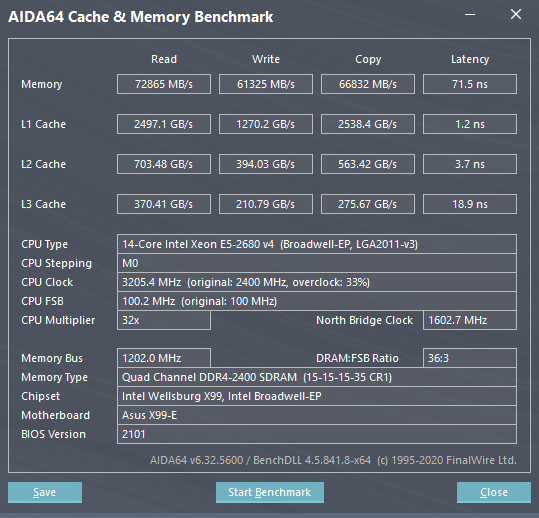 AIDA64 Cache & Memory Benchmark
Read Write Copy Latency
Memory 72865 MB/s 61325 MB/s 66832 MB/s 71.5 ns
L1 Cache 2497.1 GB/s 1270.2 GB/s 2538.4 GB/s 1.2 ns
L2 Cache 703.48 GB/s 394.03 GB/s 563.42 GB/s 3.7 ns
L3 Cache 370.41 GB/s 210.79 GB/s 275.67 GB/s 18.9 ns
CPU Type 14-Core Intel Xeon E5-2680 v4 (Broadwell-EP, LGA2011-v3)
CPU Stepping M0
CPU Clock 3205.4 MHz (original: 2400 MHz, overclock: 33%)
CPU FSB 100.2 MHz (original: 100 MHz)
CPU Multiplier 32x North Bridge Clock 1602.7 MHz
Memory Bus 1202.0 MHz DRAM:FSB Ratio 36:3
Memory Type Quad Channel DDR4-2400 SDRAM (15-15-15-35 CR1)
Chipset Intel Wellsburg X99, Intel Broadwell-EP
Motherboard Asus X99-E
BIOS Version 2101
AIDA64 v6.32.5600 / BenchDLL 4.5.841.8-x64 (c) 1995-2020 FinalWire Ltd.
Save Start Benchmark Close